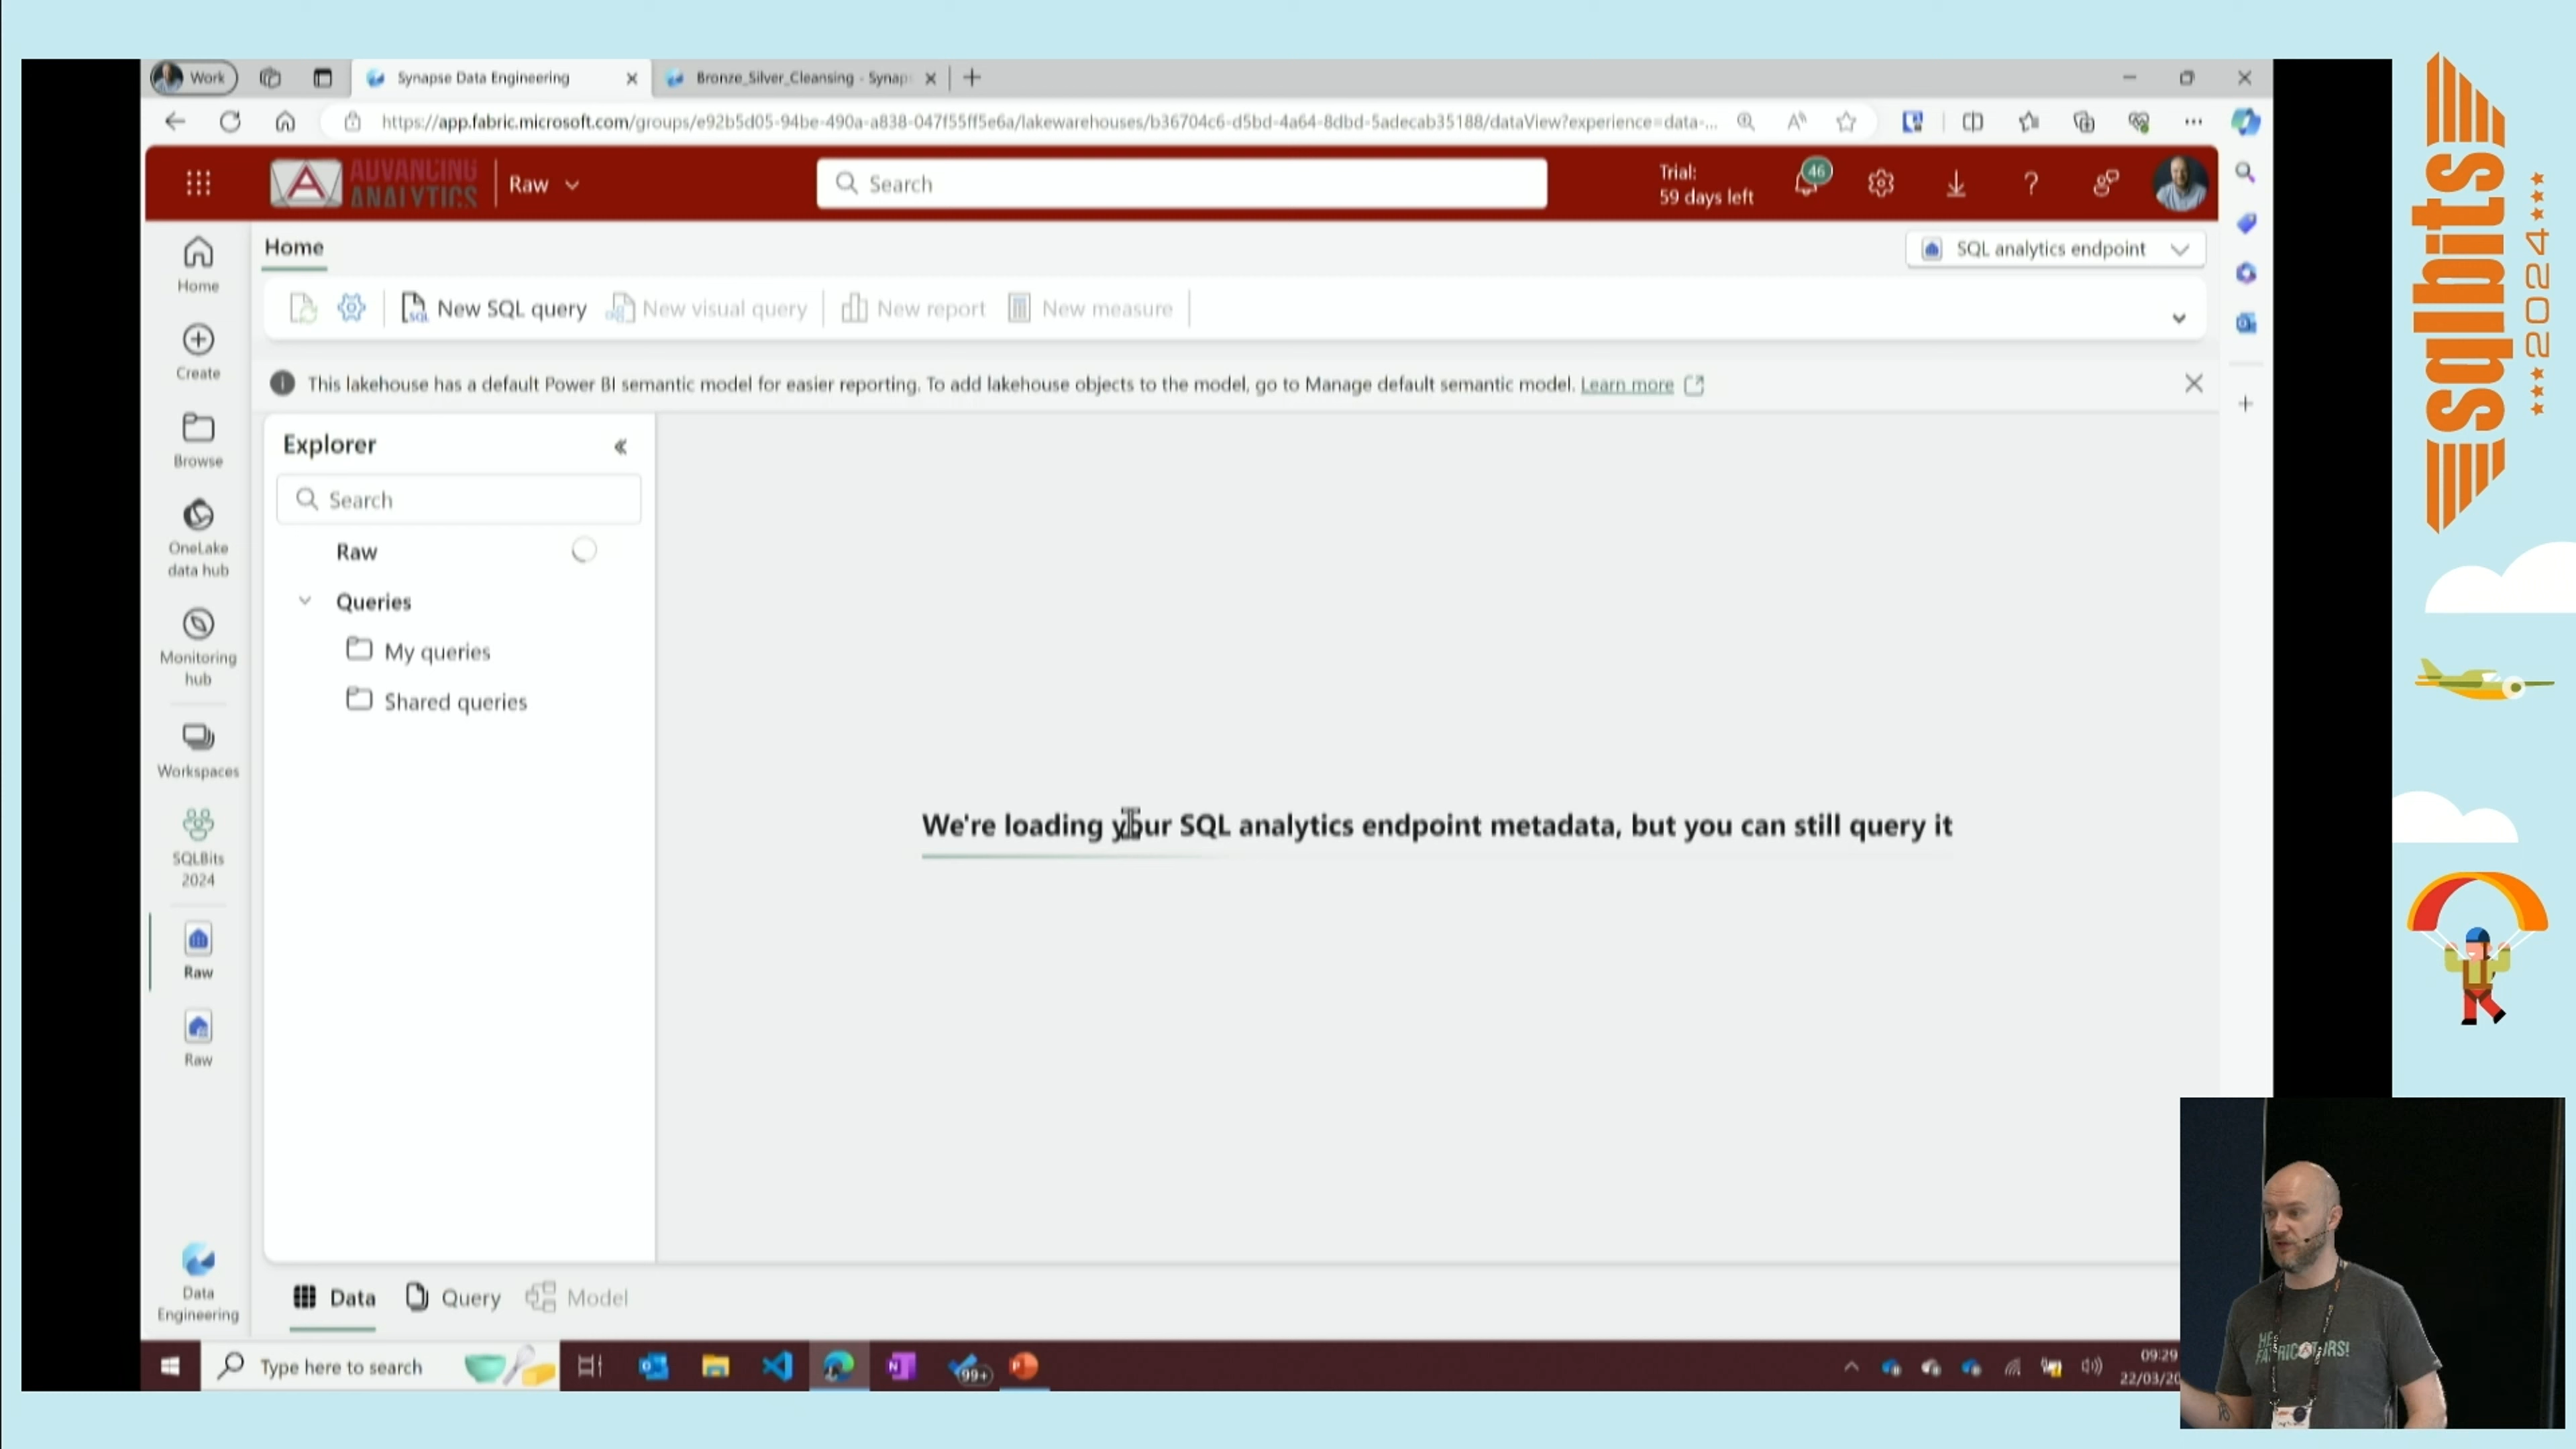 Work
Synapse Data Engineering
Bronze_Silver_Cleansing - Synap
https://app.fabric.microsoft.com/groups/e92b5d05-94be-490a-a838-047f55ff5e6a/lakewarehouses/b36704c6-d5bd-4a64-8dbd-5adecab35188/dataView?experience=data-...
ADVANCING
ANALYTICS
Raw
Search
Trial:
59 days left
46
Home
SQL analytics endpoint
New SQL query
New visual query
New report
New measure
This lakehouse has a default Power BI semantic model for easier reporting. To add lakehouse objects to the model, go to Manage default semantic model. Learn more
Home
Create
Browse
OneLake
data hub
Monitoring
hub
Workspaces
SQLBits
2024
Raw
Raw
Data
Engineering
Explorer
Search
Raw
Queries
My queries
Shared queries
We're loading your SQL analytics endpoint metadata, but you can still query it
Data
Query
Model
Type here to search
99+
09:29
22/03/20
sqlbits
2024